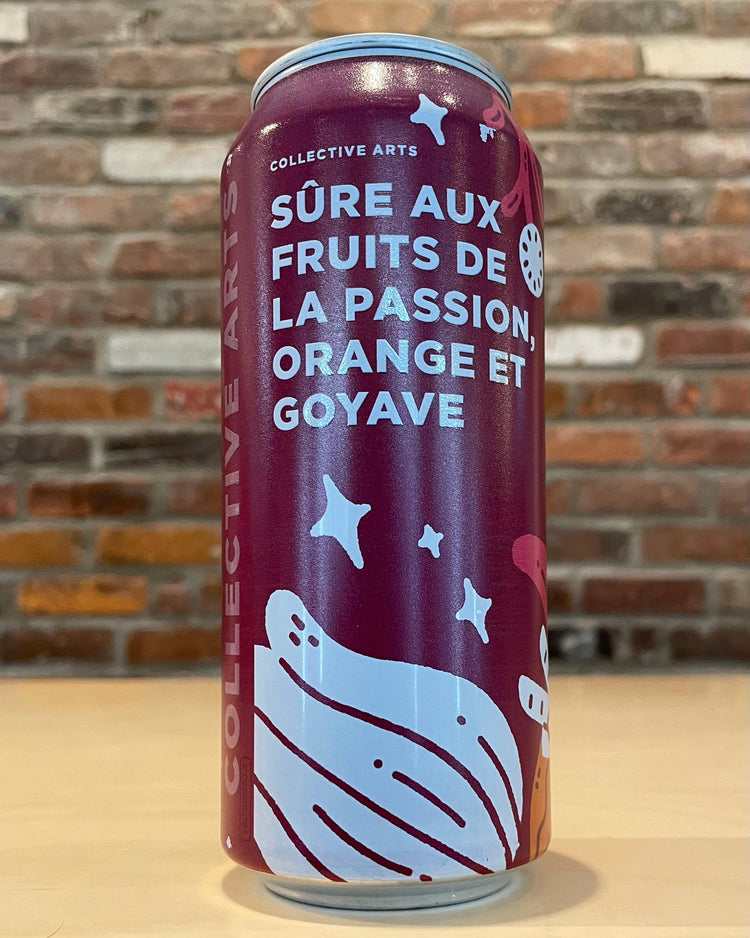 COLLECTIVE ARTS
SÛRE AUX
FRUITS DE
LA PASSION,
ORANGE ET
GOYAVE
COLLECTIVE ARTS